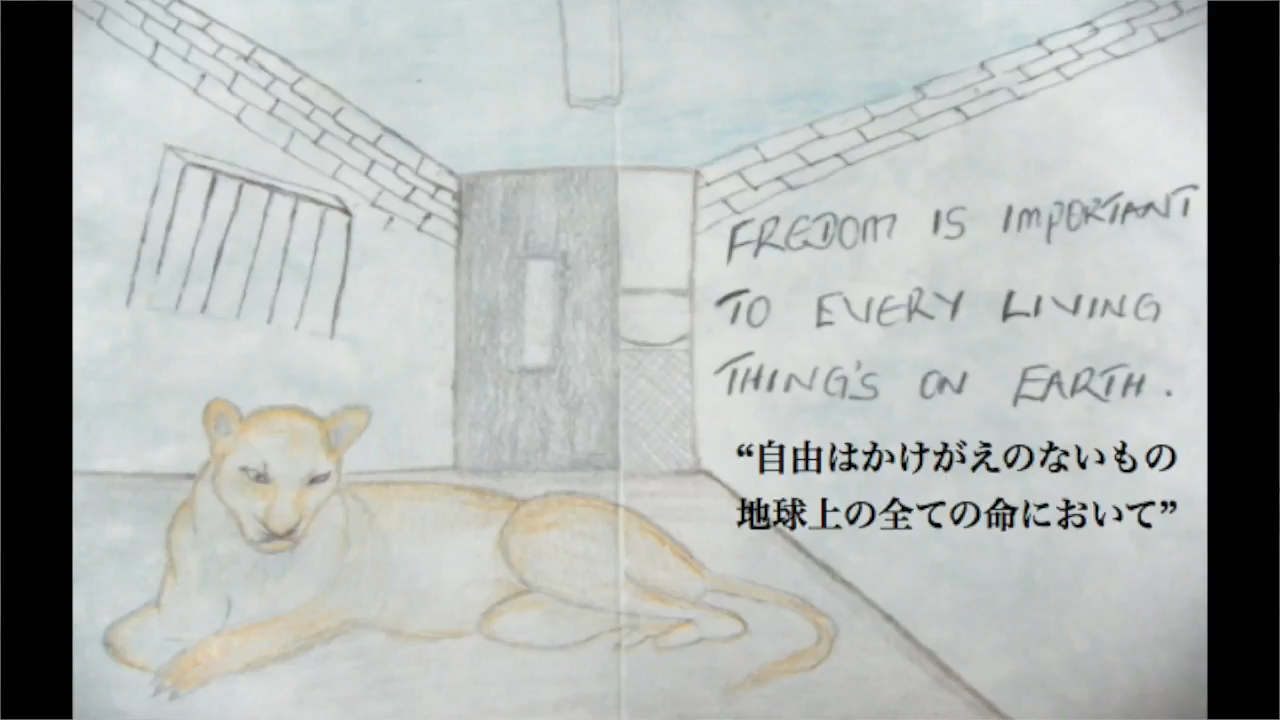 FREDOM IS IMPORTANT
TO EVERY LIVING
THING'S ON EARTH.
“自由はかけがえのないもの
地球上の全ての命において”